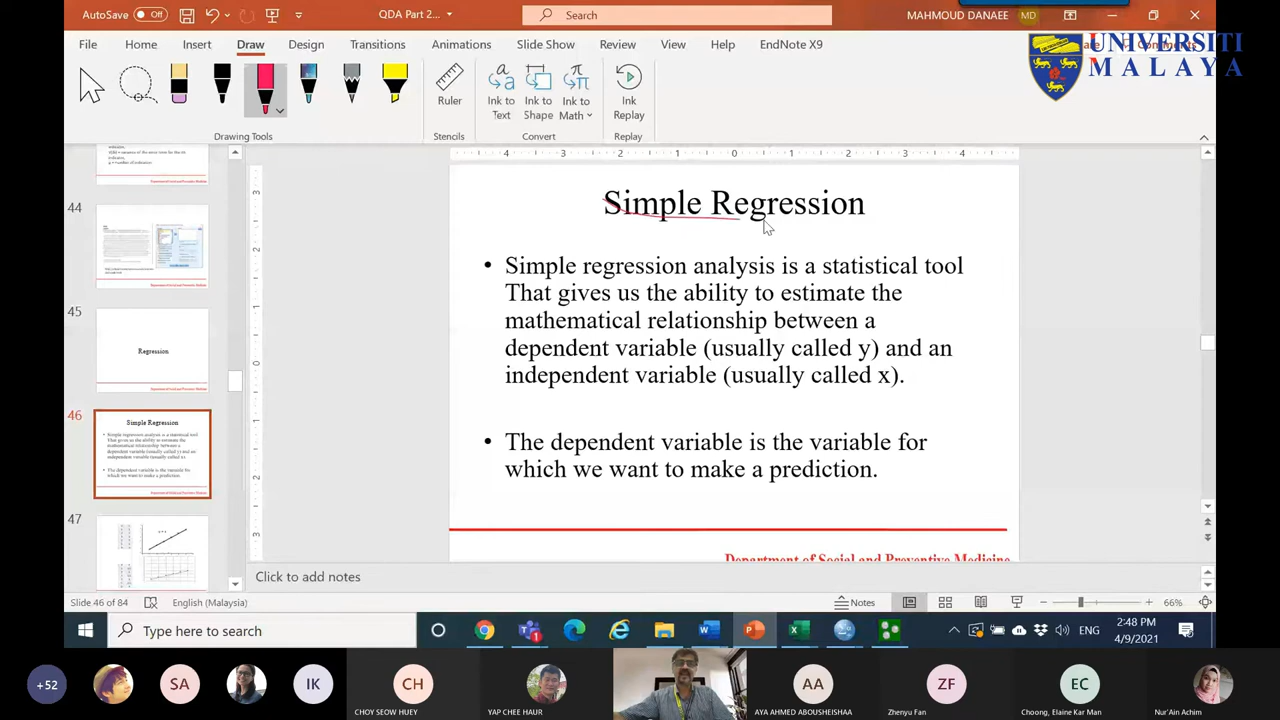 AutoSave Off
QDA Part 2...
Search
MAHMOUD DANAEE MD
File Home Insert Draw Design Transitions Animations Slide Show Review View Help EndNote X9
UNIVERSITI
MALAYA
Ruler
Ink to Text
Ink to Shape
Ink to Math
Ink Replay
Drawing Tools
Stencils
Convert
Replay
44
45
Regression
46
Simple Regression
47
Simple Regression
• Simple regression analysis is a statistical tool
That gives us the ability to estimate the
mathematical relationship between a
dependent variable (usually called y) and an
independent variable (usually called x).
• The dependent variable is the variable for
which we want to make a prediction.
Department of Social and Preventive Medicine
Click to add notes
Slide 46 of 84
English (Malaysia)
Notes
66%
Type here to search
ENG
2:48 PM
4/9/2021
+52
SA
IK
CH
CHOY SEOW HUEY
YAP CHEE HAUR
AA
AYA AHMED ABOUSHEISHAA
ZF
Zhenyu Fan
EC
Choong, Elaine Kar Man
Nur'Ain Achim